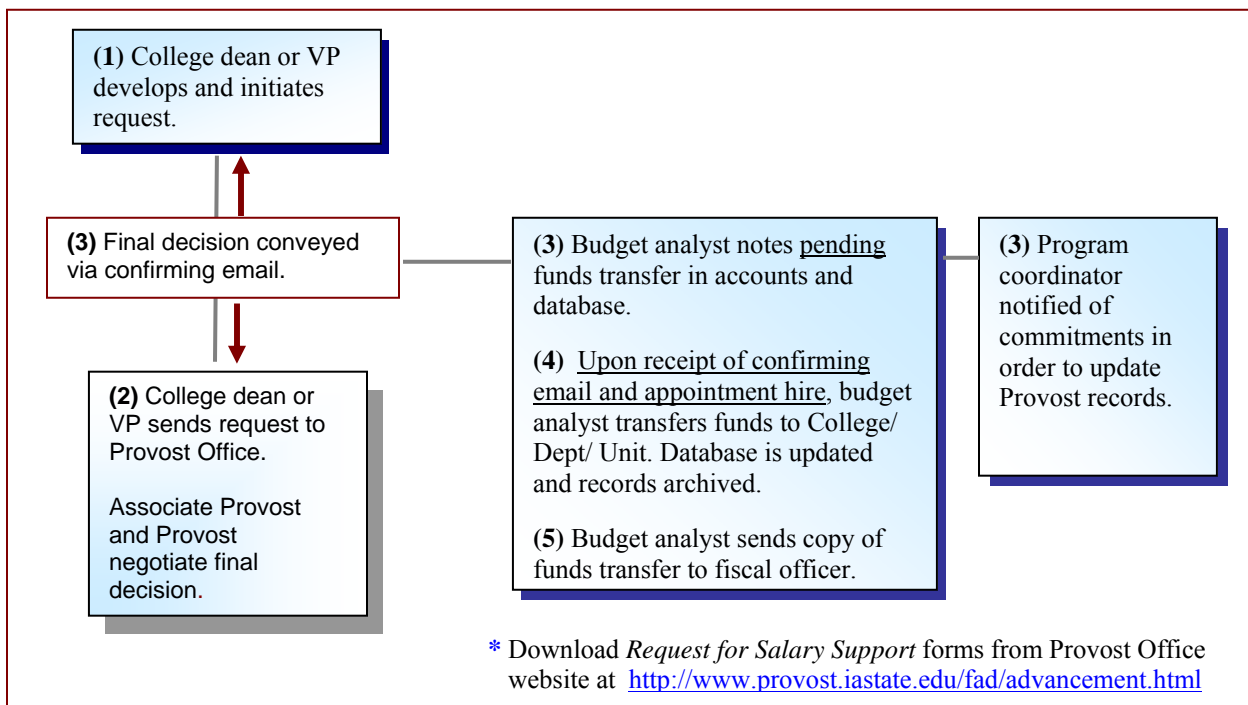 (1) College dean or VP
develops and initiates
request.
(3) Final decision conveyed
via confirming email.
(2) College dean or
VP sends request to
Provost Office.
Associate Provost
and Provost
negotiate final
decision.
(3) Budget analyst notes pending
funds transfer in accounts and
database.
(4) Upon receipt of confirming
email and appointment hire, budget
analyst transfers funds to College/
Dept/ Unit. Database is updated
and records archived.
(5) Budget analyst sends copy of
funds transfer to fiscal officer.
(3) Program
coordinator
notified of
commitments in
order to update
Provost records.
* Download Request for Salary Support forms from Provost Office
website at http://www.provost.iastate.edu/fad/advancement.html